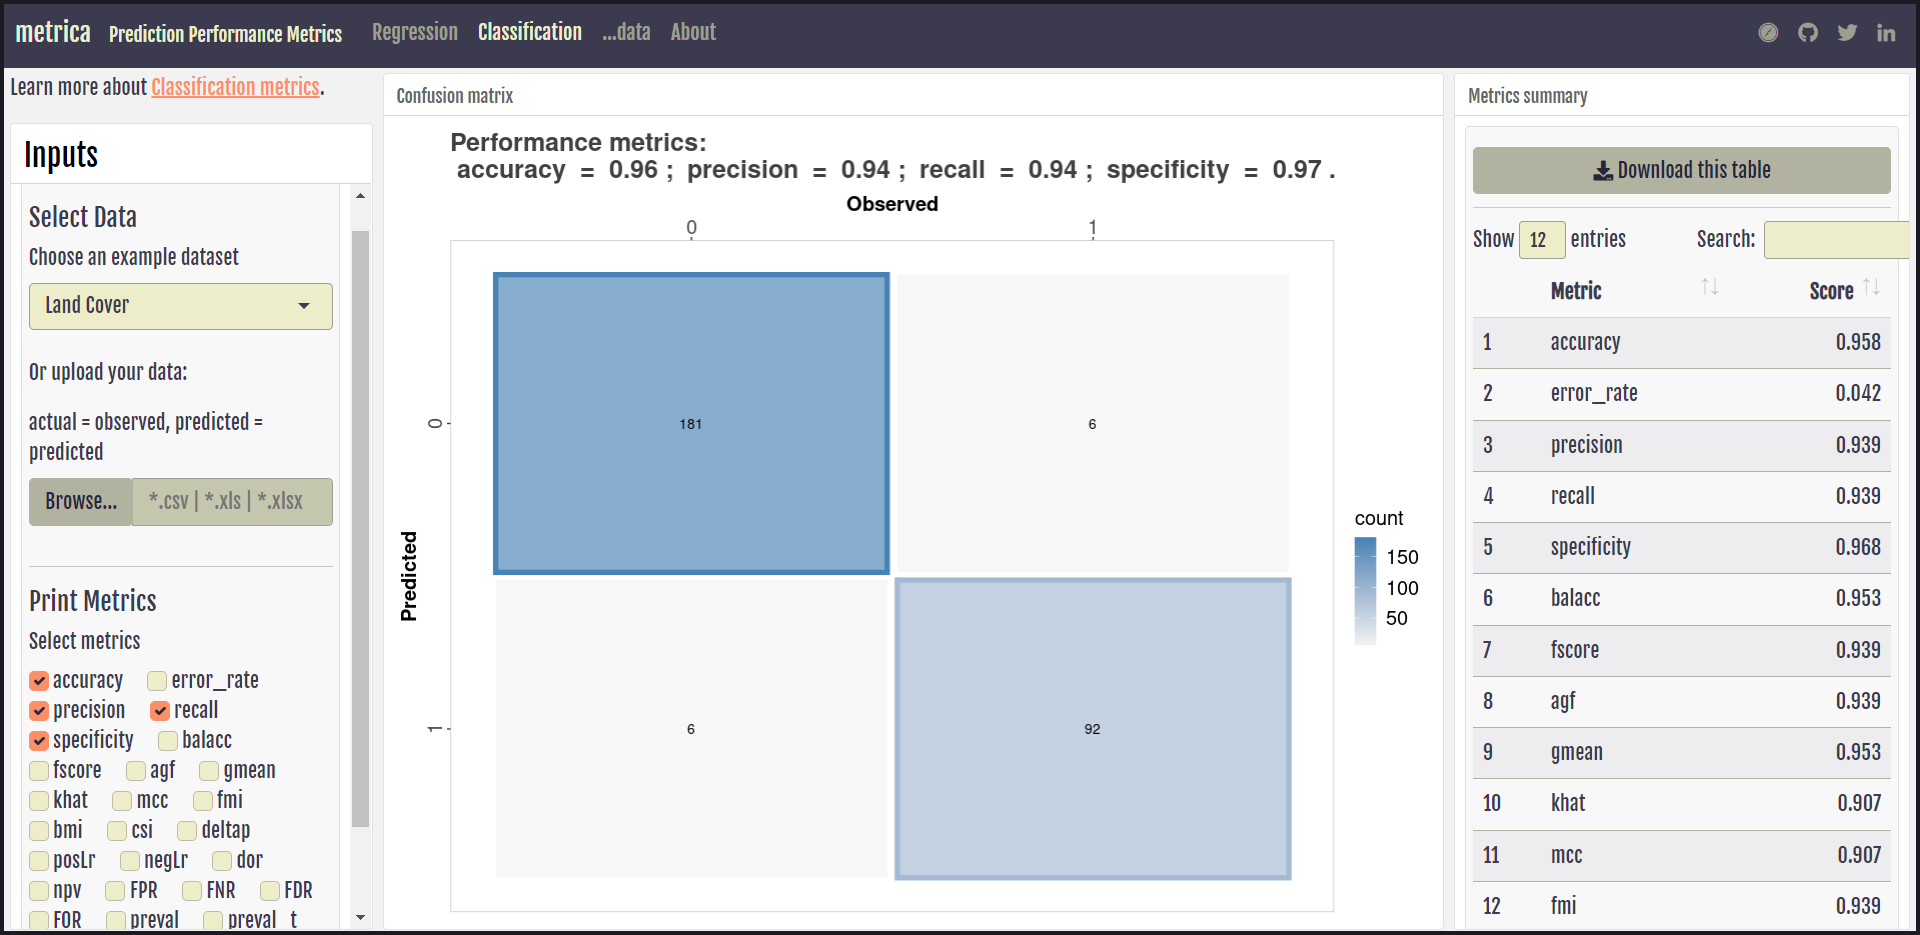 metrica Prediction Performance Metrics Regression Classification ...data About
Learn more about Classification metrics.
Inputs
Select Data
Choose an example dataset
Land Cover
Or upload your data:
actual = observed, predicted =
predicted
Browse... *.csv | *.xls | *.xlsx
Print Metrics
Select metrics
accuracy error_rate
precision recall
specificity balacc
fscore agf gmean
khat mcc fmi
bmi csi deltap
posLr negLr dor
npv FPR FNR FDR
FOR preval preval_t
Confusion matrix
Performance metrics:
accuracy = 0.96 ; precision = 0.94 ; recall = 0.94 ; specificity = 0.97 .
Observed
0 1
Predicted
0
181 6
1
6 92
count
150
100
50
Metrics summary
Download this table
Show 12 entries Search:
Metric Score
1 accuracy 0.958
2 error_rate 0.042
3 precision 0.939
4 recall 0.939
5 specificity 0.968
6 balacc 0.953
7 fscore 0.939
8 agf 0.939
9 gmean 0.953
10 khat 0.907
11 mcc 0.907
12 fmi 0.939